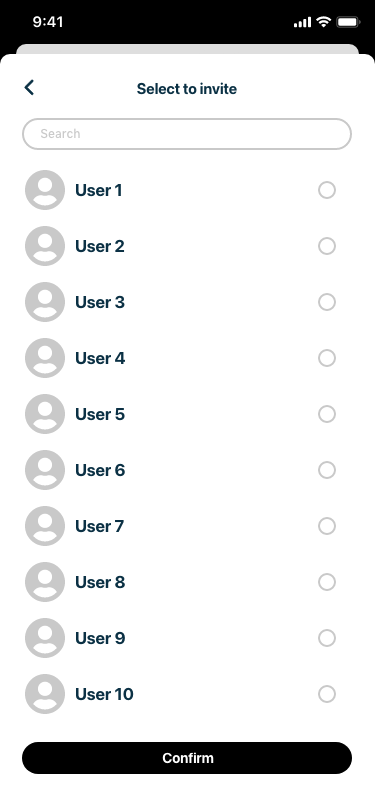 9:41
Select to invite
Search
User 1
User 2
User 3
User 4
User 5
User 6
User 7
User 8
User 9
User 10
Confirm